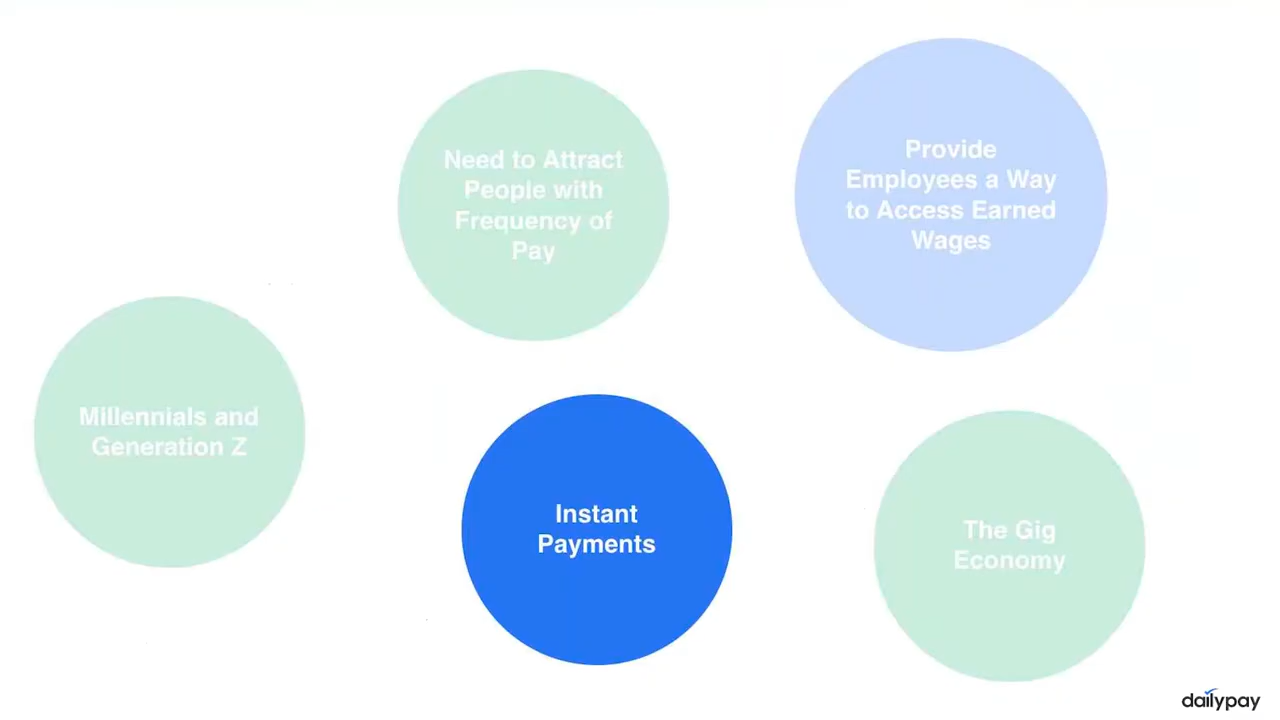 Need to Attract
People with
Frequency of
Pay
Provide
Employees a Way
to Access Earned
Wages
Millennials and
Generation Z
Instant
Payments
The Gig
Economy
dailypay